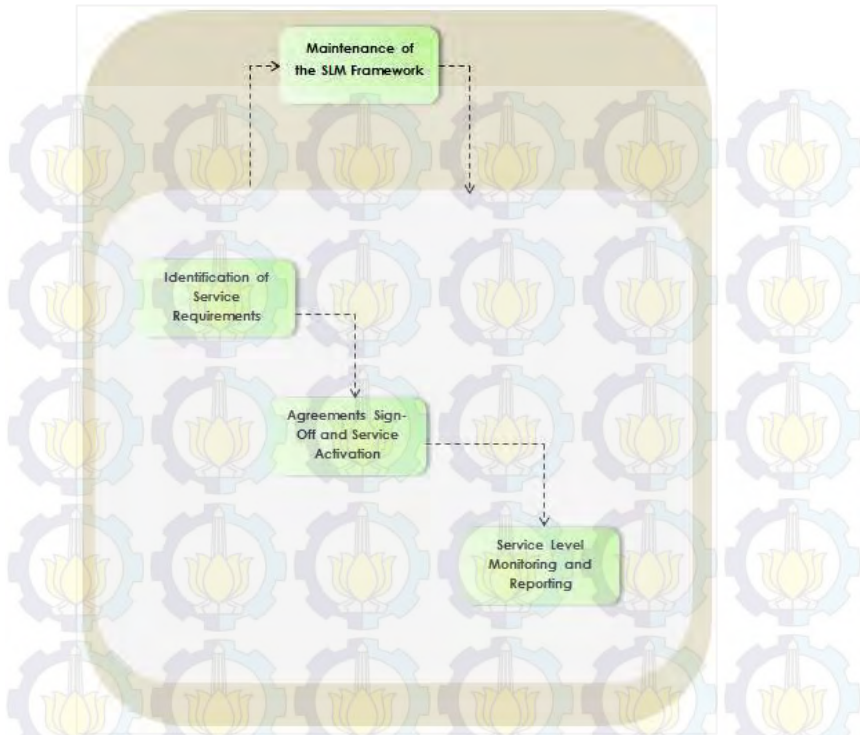 Maintenance of
the SLM Framework
Identification of
Service
Requirements
Agreements Sign-
Off and Service
Activation
Service Level
Monitoring and
Reporting